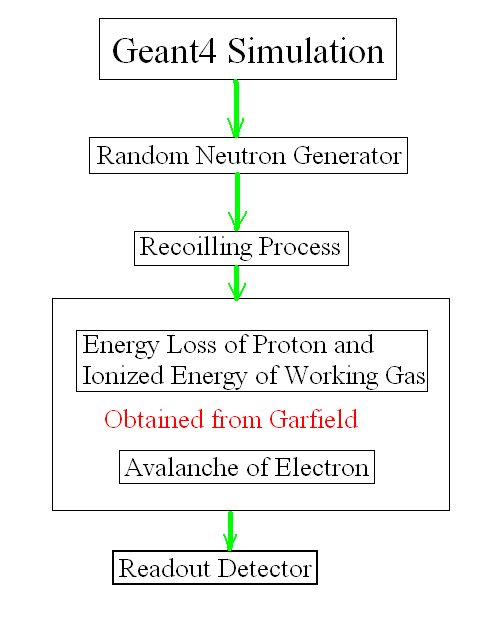 Geant4 Simulation
Random Neutron Generator
Recoilling Process
Energy Loss of Proton and
Ionized Energy of Working Gas
Obtained from Garfield
Avalanche of Electron
Readout Detector